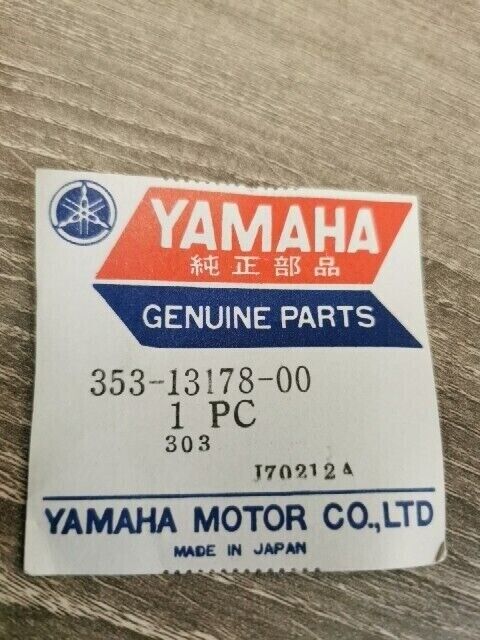 YAMAHA
純正部品
GENUINE PARTS
353-13178-00
1 PC
303
J70212A
YAMAHA MOTOR CO.,LTD
MADE IN JAPAN